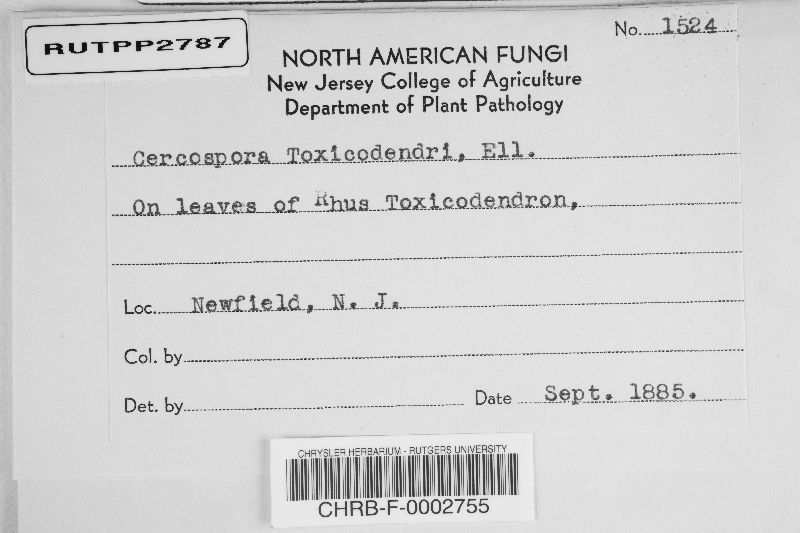 RUTPP2787
No. 1524
NORTH AMERICAN FUNGI
New Jersey College of Agriculture
Department of Plant Pathology
Cercospora Toxicodendri, Ell.
On leaves of Rhus Toxicodendron,
Loc. Newfield, N. J.
Col. by
Det. by Date Sept. 1885.
CHRYSLER HERBARIUM - RUTGERS UNIVERSITY
CHRB-F-0002755